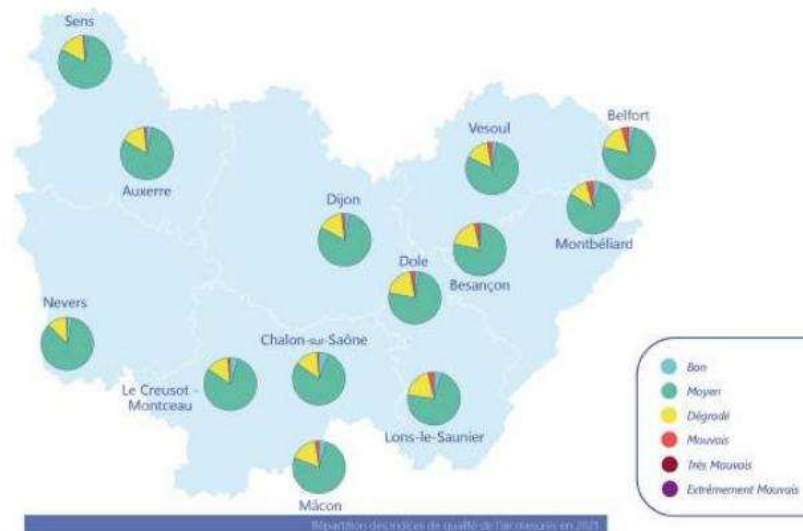 Sens
Belfort
Vesoul
Auxerre
Dijon
Montbéliard
Dole
Besançon
Nevers
Chalon-sur-Saône
Le Creusot -
Montceau
Lons-le-Saunier
Mâcon
Bon
Moyen
Dégradé
Mauvais
Très Mauvais
Extrêmement Mauvais
Répartition des indices de qualité de l'air mesurés en 2021